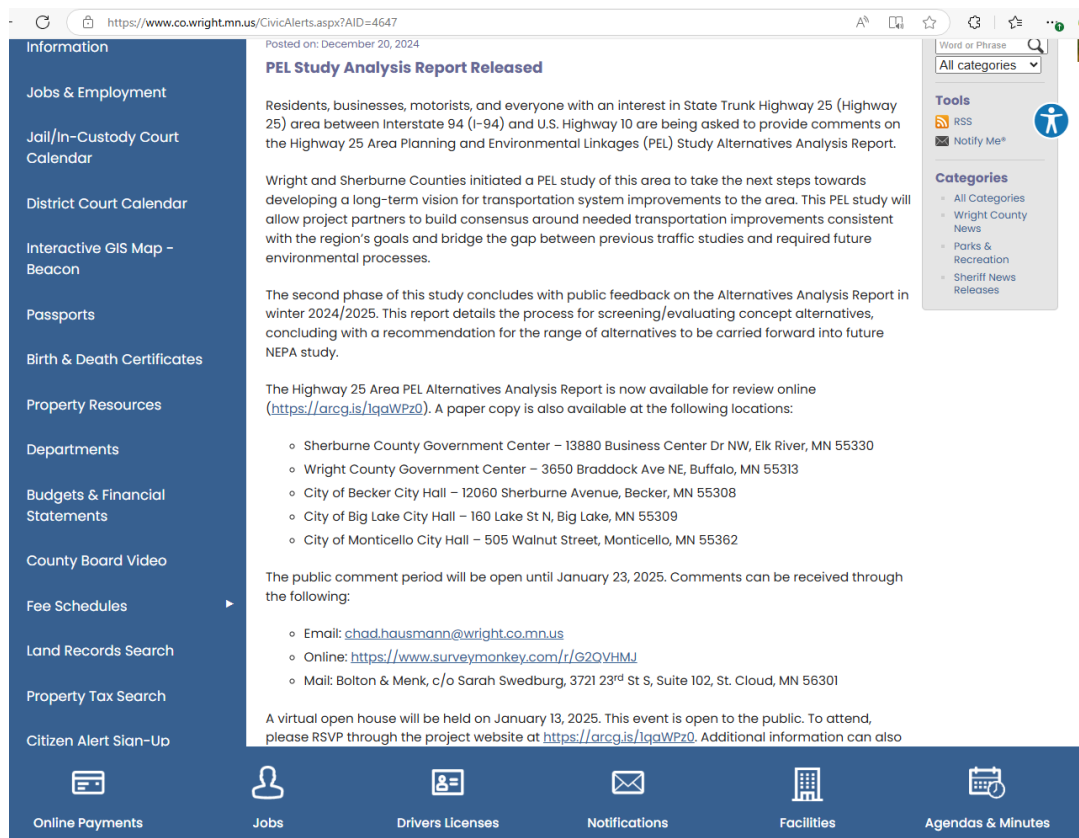 https://www.co.wright.mn.us/CivicAlerts.aspx?AID=4647
Information
Jobs & Employment
Jail/In-Custody Court
Calendar
District Court Calendar
Interactive GIS Map -
Beacon
Passports
Birth & Death Certificates
Property Resources
Departments
Budgets & Financial
Statements
County Board Video
Fee Schedules
Land Records Search
Property Tax Search
Citizen Alert Sign-Up
Posted on: December 20, 2024
PEL Study Analysis Report Released
Residents, businesses, motorists, and everyone with an interest in State Trunk Highway 25 (Highway
25) area between Interstate 94 (I-94) and U.S. Highway 10 are being asked to provide comments on
the Highway 25 Area Planning and Environmental Linkages (PEL) Study Alternatives Analysis Report.
Wright and Sherburne Counties initiated a PEL study of this area to take the next steps towards
developing a long-term vision for transportation system improvements to the area. This PEL study will
allow project partners to build consensus around needed transportation improvements consistent
with the region's goals and bridge the gap between previous traffic studies and required future
environmental processes.
The second phase of this study concludes with public feedback on the Alternatives Analysis Report in
winter 2024/2025. This report details the process for screening/evaluating concept alternatives,
concluding with a recommendation for the range of alternatives to be carried forward into future
NEPA study.
The Highway 25 Area PEL Alternatives Analysis Report is now available for review online
(https://arcg.is/1qaWPz0). A paper copy is also available at the following locations:
Sherburne County Government Center – 13880 Business Center Dr NW, Elk River, MN 55330
Wright County Government Center – 3650 Braddock Ave NE, Buffalo, MN 55313
City of Becker City Hall – 12060 Sherburne Avenue, Becker, MN 55308
City of Big Lake City Hall – 160 Lake St N, Big Lake, MN 55309
City of Monticello City Hall – 505 Walnut Street, Monticello, MN 55362
The public comment period will be open until January 23, 2025. Comments can be received through
the following:
Email: chad.hausmann@wright.co.mn.us
Online: https://www.surveymonkey.com/r/G2QVHMJ
Mail: Bolton & Menk, c/o Sarah Swedburg, 3721 23rd St S, Suite 102, St. Cloud, MN 56301
A virtual open house will be held on January 13, 2025. This event is open to the public. To attend,
please RSVP through the project website at https://arcg.is/1qaWPz0. Additional information can also
Word or Phrase
All categories
Tools
RSS
Notify Me®
Categories
All Categories
Wright County
News
Parks &
Recreation
Sheriff News
Releases
Online Payments
Jobs
Drivers Licenses
Notifications
Facilities
Agendas & Minutes